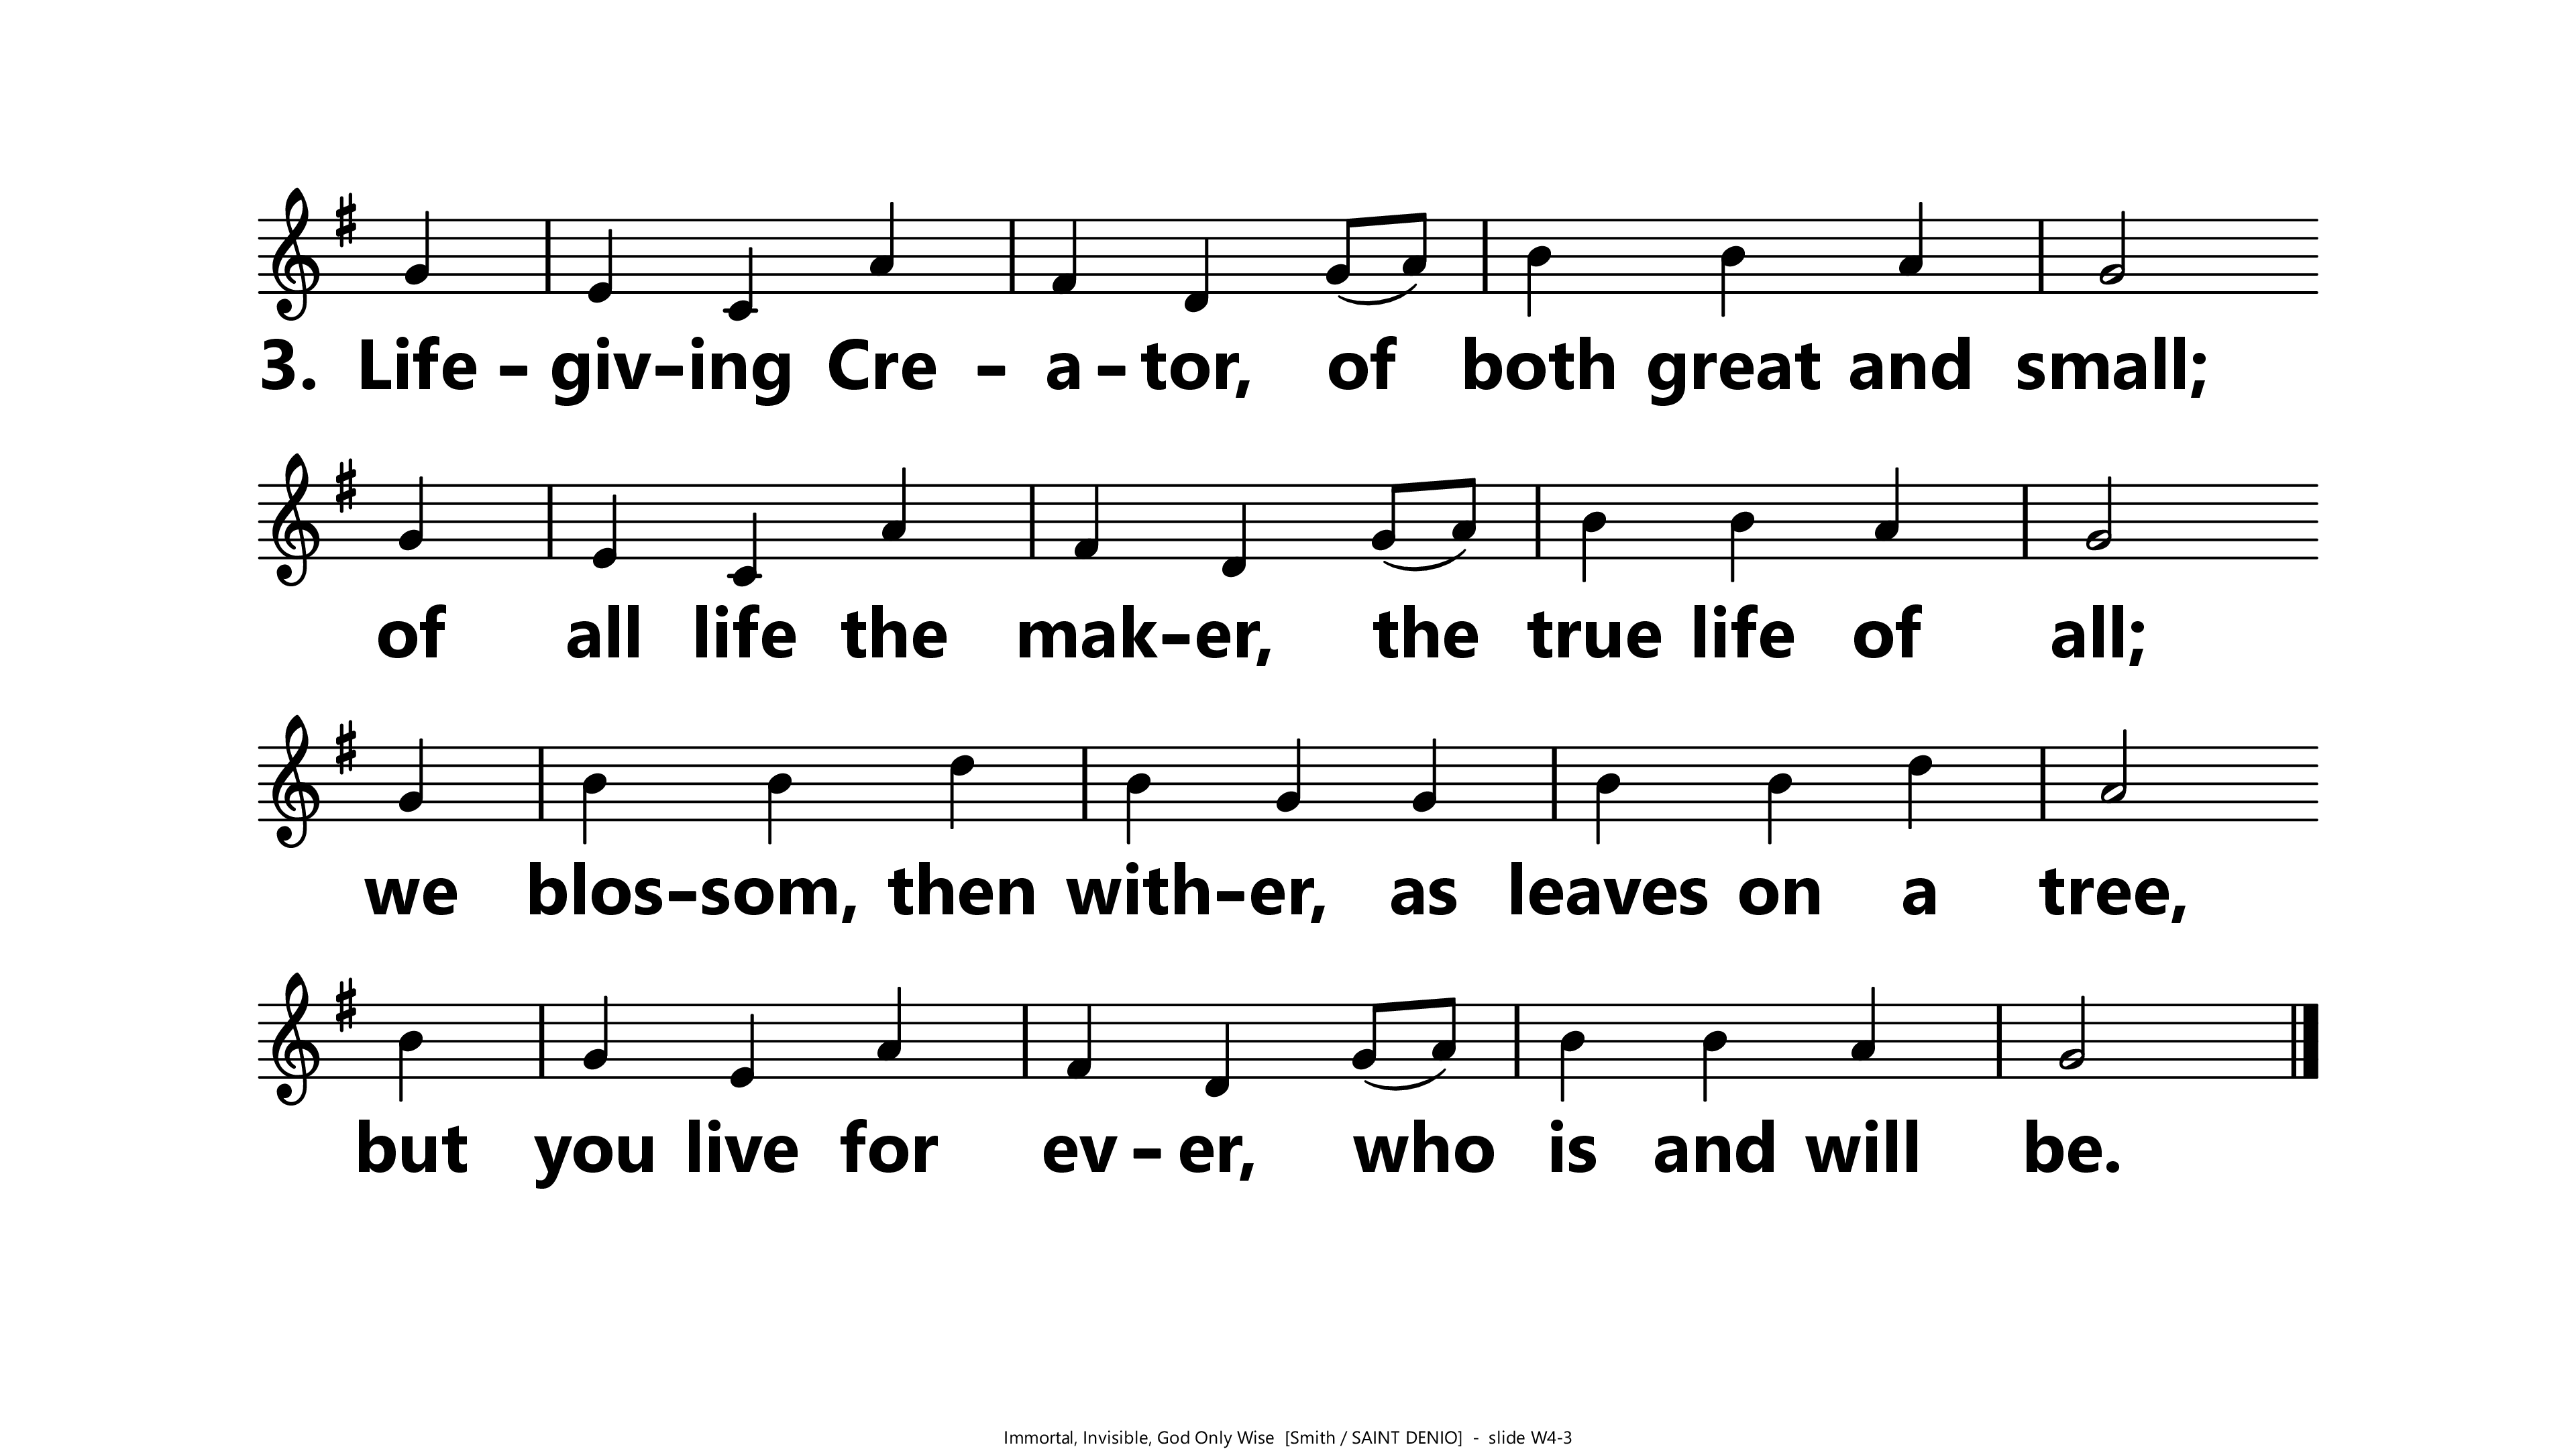 3. Life - giv-ing Cre - a - tor, of both great and small;
of all life the mak-er, the true life of all;
we blos-som, then with-er, as leaves on a tree,
but you live for ev - er, who is and will be.
Immortal, Invisible, God Only Wise [Smith / SAINT DENIO] - slide W4-3